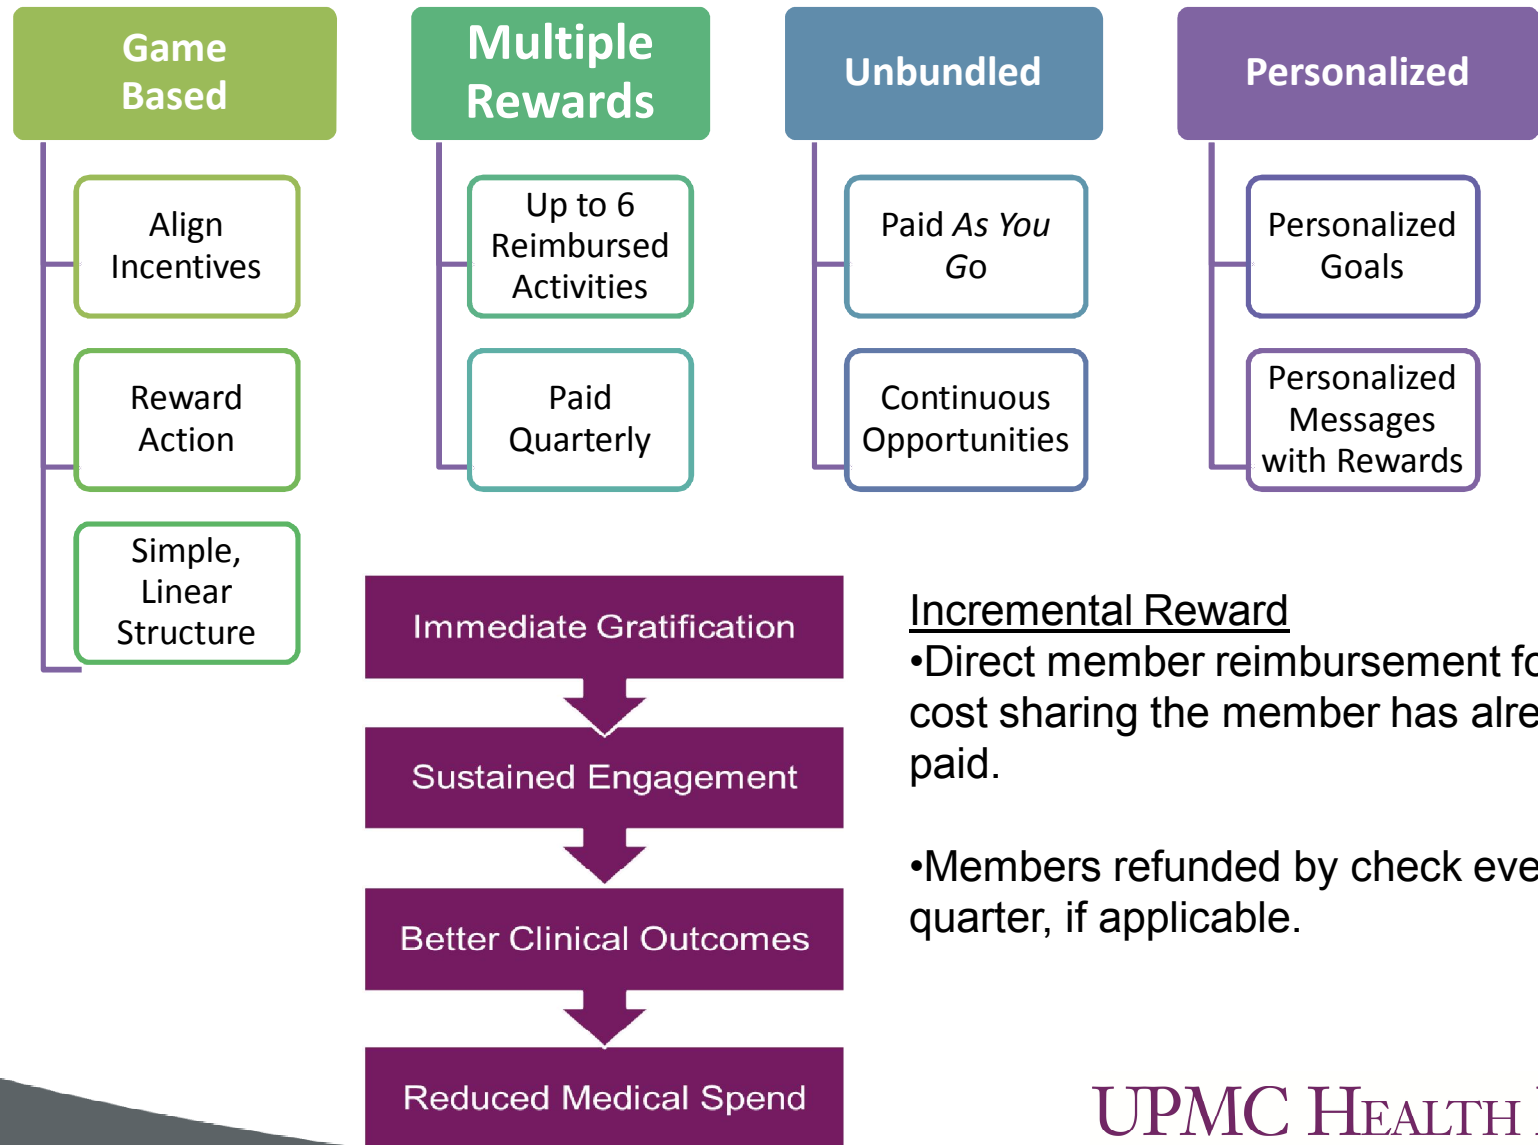 Game
Based
Multiple
Rewards
Unbundled
Personalized
Align
Incentives
Reward
Action
Simple,
Linear
Structure
Up to 6
Reimbursed
Activities
Paid
Quarterly
Paid As You
Go
Continuous
Opportunities
Personalized
Goals
Personalized
Messages
with Rewards
Immediate Gratification
Sustained Engagement
Better Clinical Outcomes
Reduced Medical Spend
Incremental Reward
•Direct member reimbursement
cost sharing the member has
paid.
•Members refunded by check
quarter, if applicable.
UPMC HEALTH